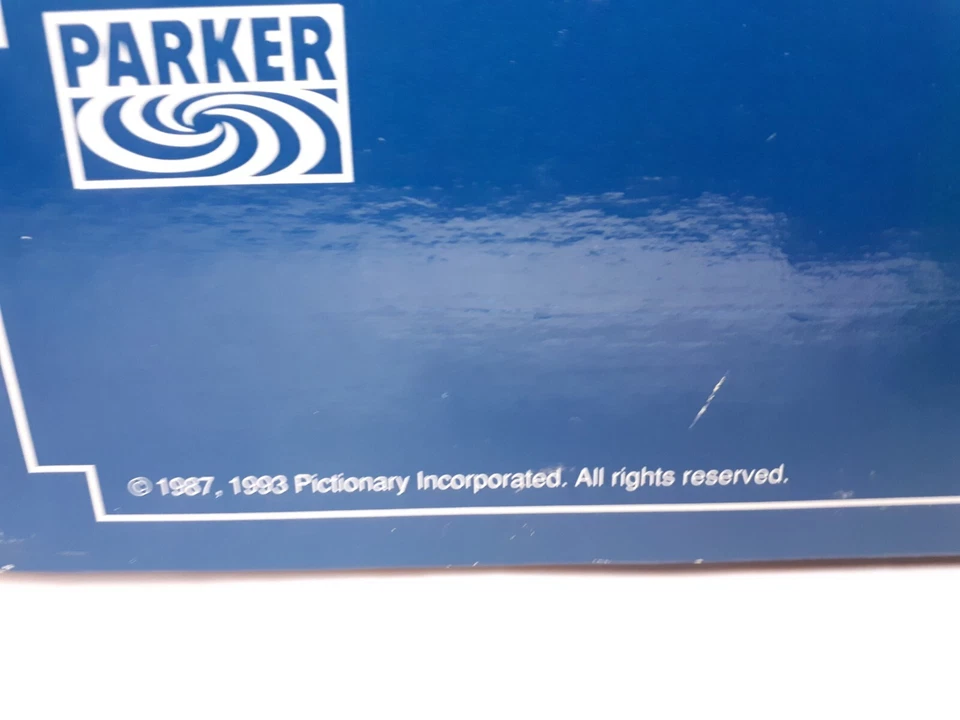 PARKER
© 1987, 1993 Pictionary Incorporated. All rights reserved.